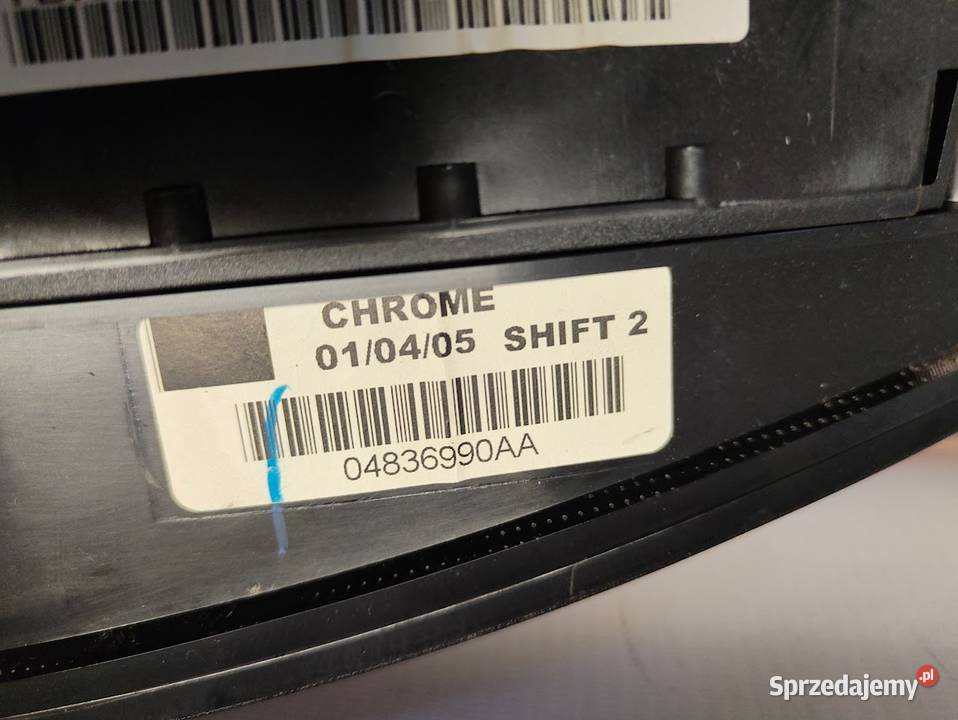 CHROME
01/04/05 SHIFT 2
04836990AA
Sprzedajemy.pl